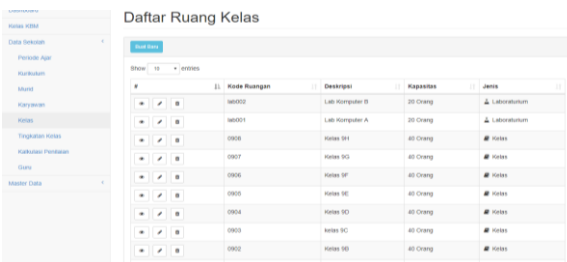 Dashboard
Kelas KBM
Data Sekolah
Periode Ajar
Kurikulum
Murid
Karyawan
Kelas
Tingkatan Kelas
Kalkulasi Penilaian
Guru
Master Data
Daftar Ruang Kelas
Buat Baru
Show 10 entries
# Kode Ruangan Deskripsi Kapasitas Jenis
lab002 Lab Komputer B 20 Orang Laboratorium
lab001 Lab Komputer A 20 Orang Laboratorium
0908 Kelas 9H 40 Orang Kelas
0907 Kelas 9G 40 Orang Kelas
0906 Kelas 9F 40 Orang Kelas
0905 Kelas 9E 40 Orang Kelas
0904 Kelas 9D 40 Orang Kelas
0903 kelas 9C 40 Orang Kelas
0902 Kelas 9B 40 Orang Kelas